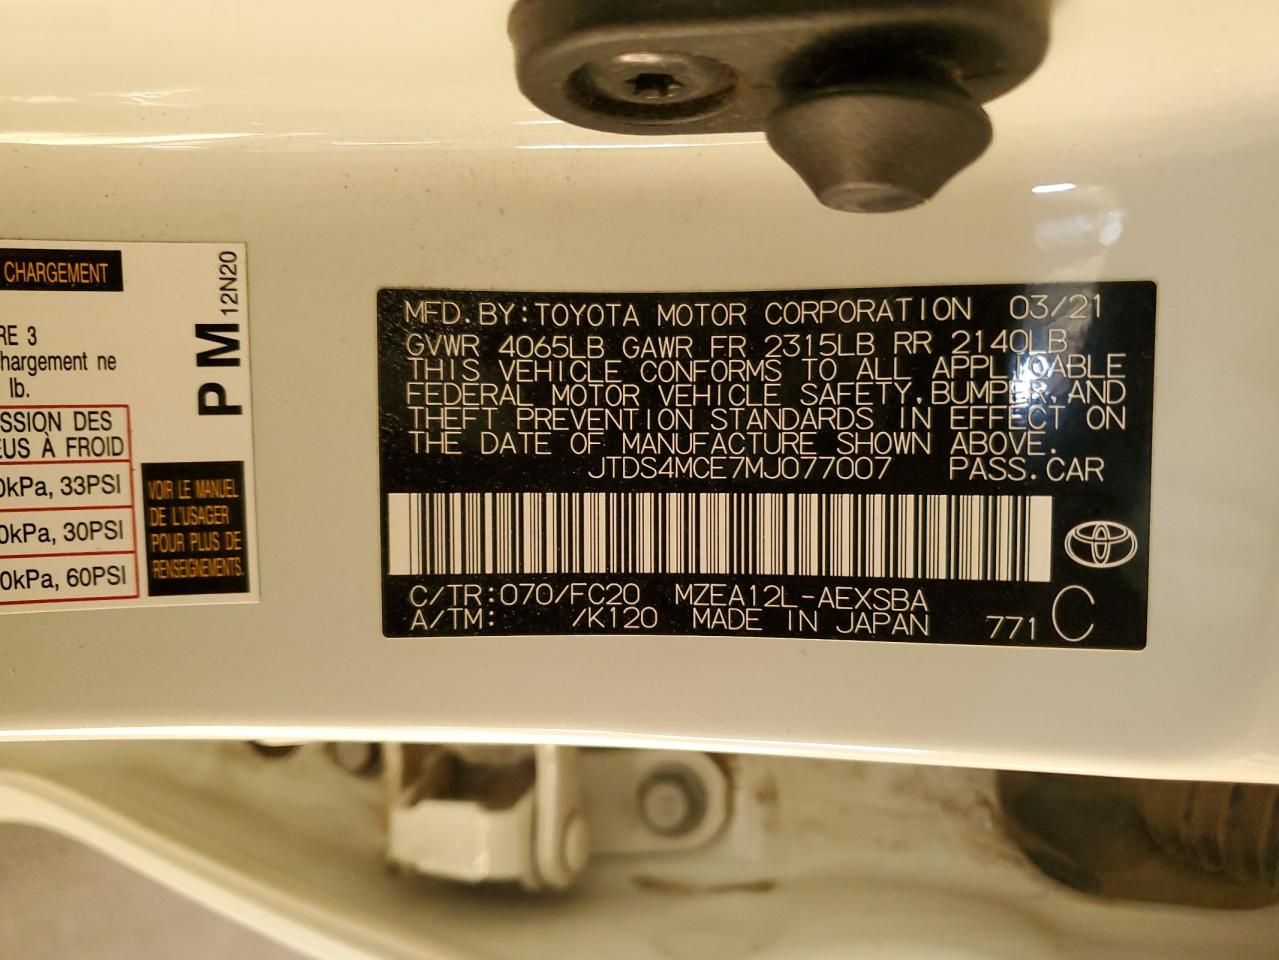 CHARGEMENT
PM
12N20
RE 3
chargement ne
lb.
SSION DES
EUS À FROID
0kPa, 33PSI
0kPa, 30PSI
0kPa, 60PSI
VOIR LE MANUEL
DE L'USAGER
POUR PLUS DE
RENSEIGNEMENTS.
MFD.BY:TOYOTA MOTOR CORPORATION 03/21
GVWR 4065LB GAWR FR 2315LB RR 2140LB
THIS VEHICLE CONFORMS TO ALL APPLICABLE
FEDERAL MOTOR VEHICLE SAFETY,BUMPER,AND
THEFT PREVENTION STANDARDS IN EFFECT ON
THE DATE OF MANUFACTURE SHOWN ABOVE.
JTDS4MCE7MJ077007 PASS.CAR
C/TR:070/FC20 MZEA12L-AEXSBA
A/TM: /K120 MADE IN JAPAN 771 C